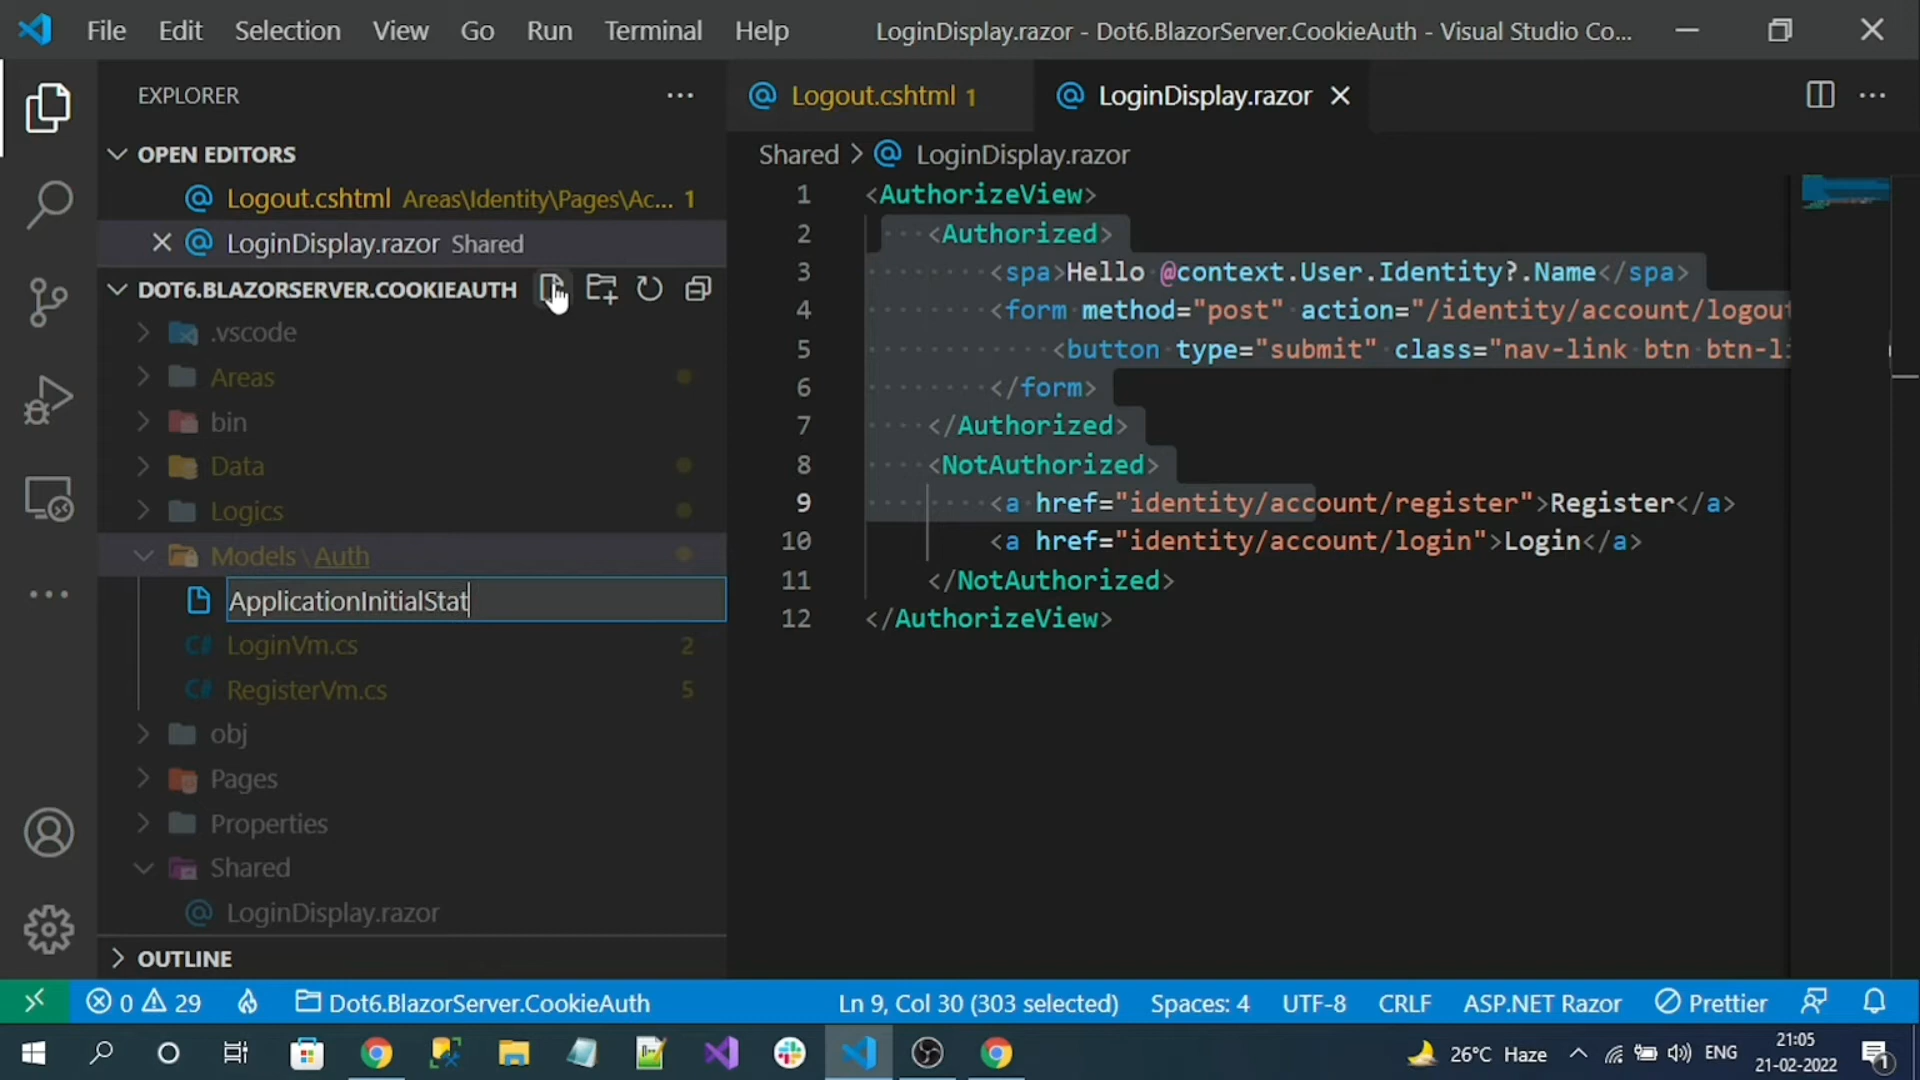 File Edit Selection View Go Run Terminal Help LoginDisplay.razor - Dot6.BlazorServer.CookieAuth - Visual Studio Co...
EXPLORER
Logout.cshtml 1
LoginDisplay.razor
OPEN EDITORS
Logout.cshtml Areas\Identity\Pages\Ac... 1
LoginDisplay.razor Shared
DOT6.BLAZORSERVER.COOKIEAUTH
.vscode
Areas
bin
Data
Logics
Models \ Auth
ApplicationInitialStat
LoginVm.cs 2
RegisterVm.cs 5
obj
Pages
Properties
Shared
LoginDisplay.razor
OUTLINE
Shared > LoginDisplay.razor
1 <AuthorizeView>
2 ····<Authorized>
3 ········<spa>Hello·@context.User.Identity?.Name</spa>
4 ········<form·method="post"·action="/identity/account/logout
5 ············<button·type="submit"·class="nav-link·btn·btn-li
6 ········</form>
7 ····</Authorized>
8 ····<NotAuthorized>
9 ········<a·href="identity/account/register">Register</a>
10 <a href="identity/account/login">Login</a>
11 </NotAuthorized>
12 </AuthorizeView>
0 29 Dot6.BlazorServer.CookieAuth Ln 9, Col 30 (303 selected) Spaces: 4 UTF-8 CRLF ASP.NET Razor Prettier
26°C Haze ENG 21:05
21-02-2022 1